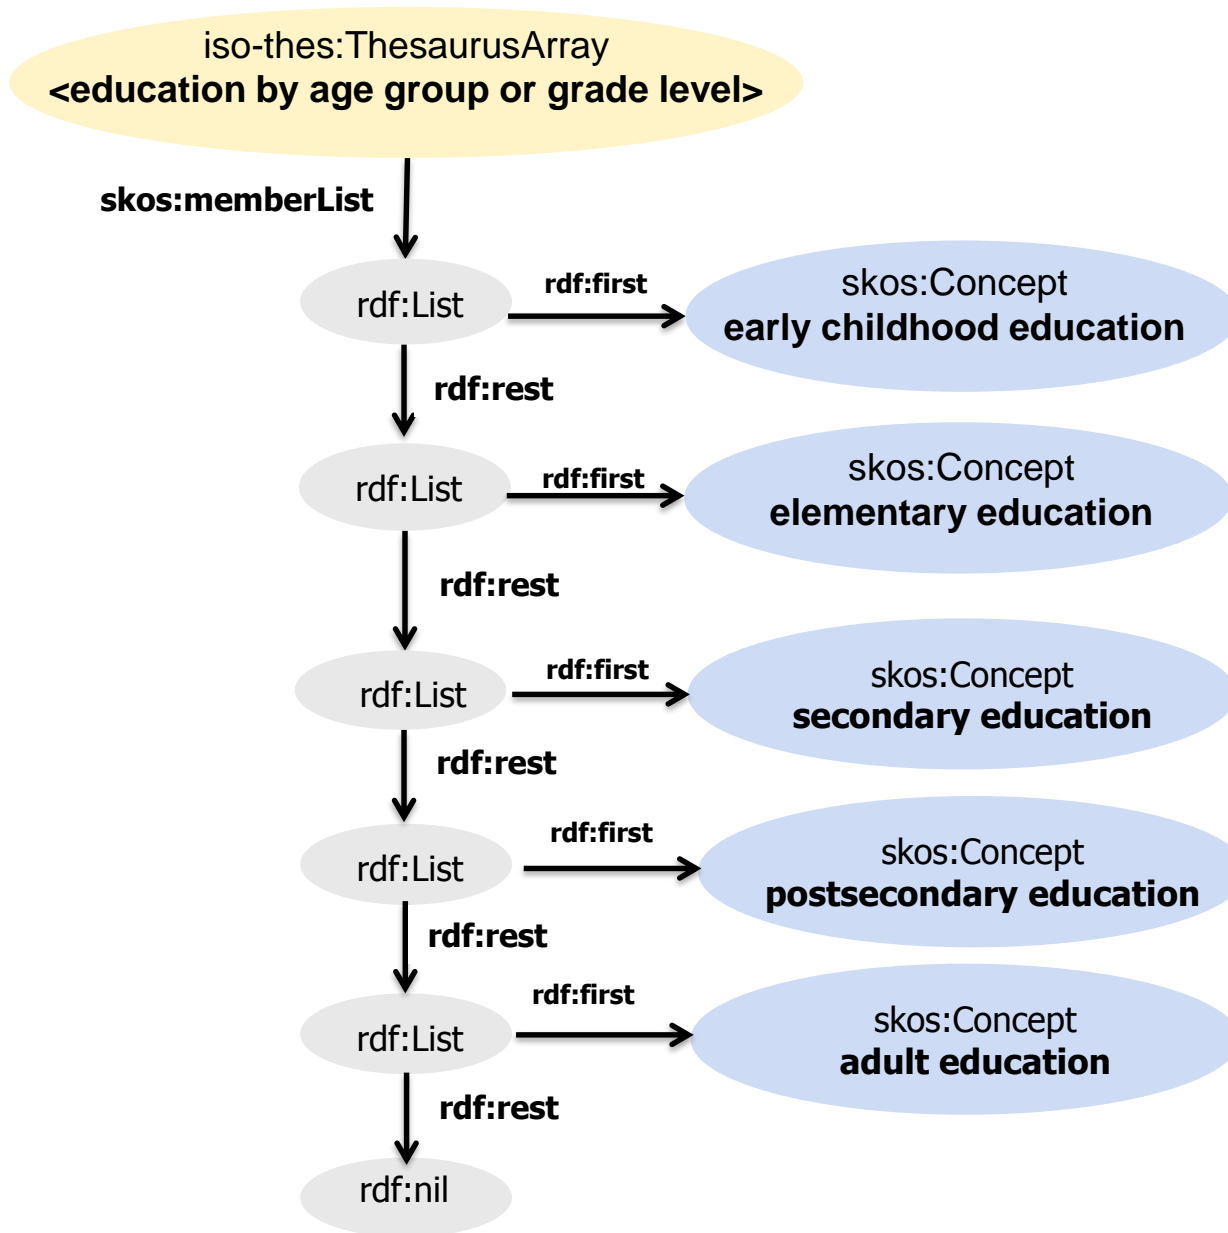 iso-thes:ThesaurusArray
<education by age group or grade level>
skos:memberList
rdf:List
rdf:first
skos:Concept
early childhood education
rdf:rest
rdf:List
rdf:first
skos:Concept
elementary education
rdf:rest
rdf:List
rdf:first
skos:Concept
secondary education
rdf:rest
rdf:List
rdf:first
skos:Concept
postsecondary education
rdf:rest
rdf:List
rdf:first
skos:Concept
adult education
rdf:rest
rdf:nil